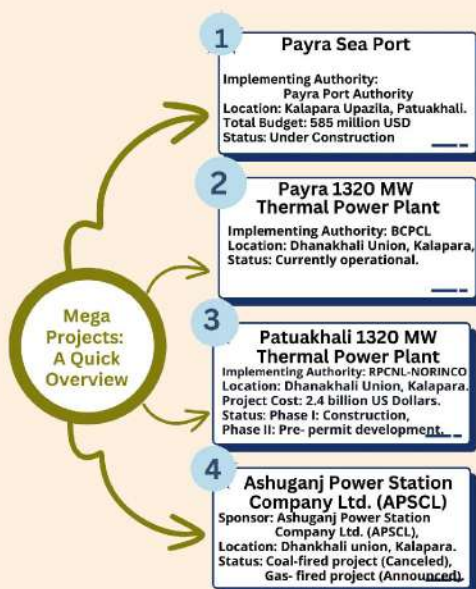 Mega
Projects:
A Quick
Overview
1
Payra Sea Port
Implementing Authority:
Payra Port Authority
Location: Kalapara Upazila, Patuakhali.
Total Budget: 585 million USD
Status: Under Construction
2
Payra 1320 MW
Thermal Power Plant
Implementing Authority: BCPCL
Location: Dhanakhali Union, Kalapara,
Status: Currently operational.
3
Patuakhali 1320 MW
Thermal Power Plant
Implementing Authority: RPCNL-NORINCO
Location: Dhanakhali Union, Kalapara.
Project Cost: 2.4 billion US Dollars.
Status: Phase I: Construction,
Phase II: Pre- permit development.
4
Ashuganj Power Station
Company Ltd. (APSCL)
Sponsor: Ashuganj Power Station
Company Ltd. (APSCL),
Location: Dhankhali union, Kalapara.
Status: Coal-fired project (Canceled),
Gas- fired project (Announced)